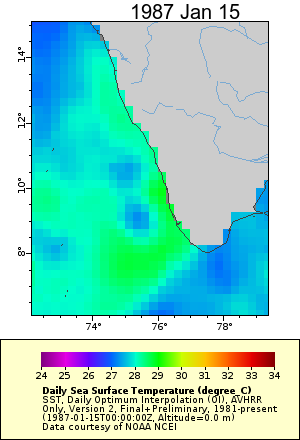 1987 Jan 15
14°
12°
10°
8°
74°
76°
78°
24 25 26 27 28 29 30 31 32 33 34
Daily Sea Surface Temperature (degree_C)
SST, Daily Optimum Interpolation (OI), AVHRR
Only, Version 2, Final+Preliminary, 1981-present
(1987-01-15T00:00:00Z, Altitude=0.0 m)
Data courtesy of NOAA NCEI